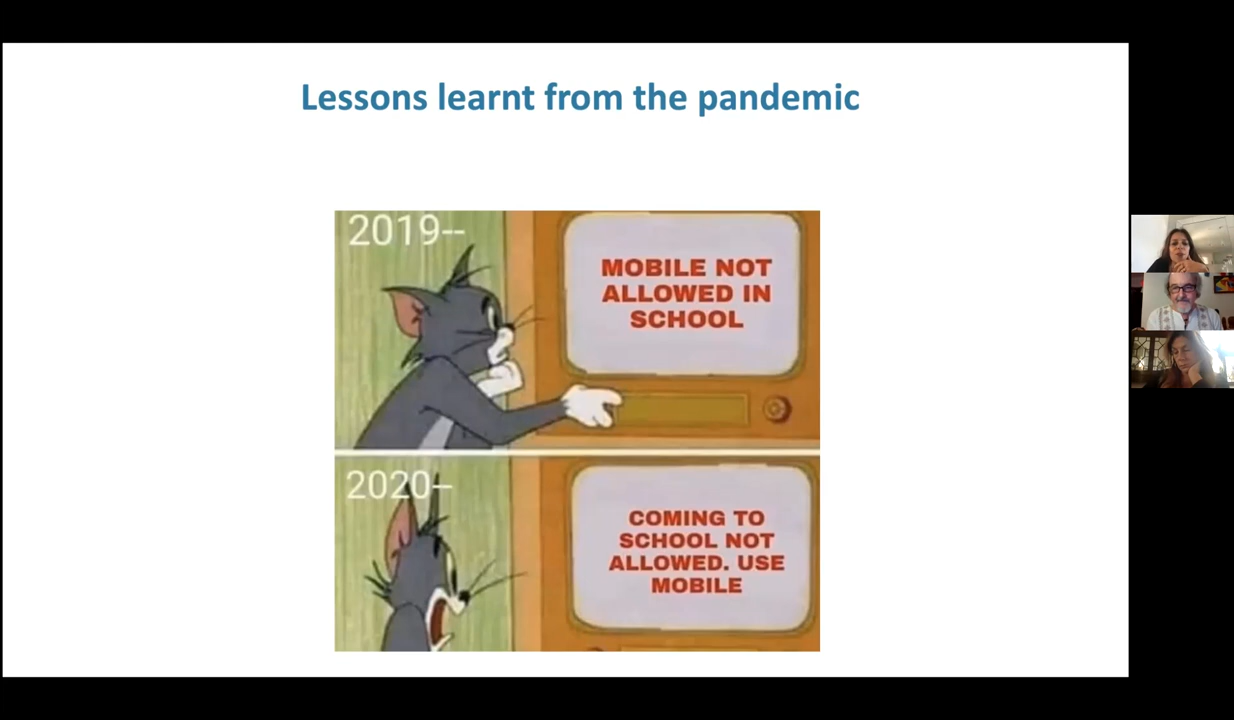 Lessons learnt from the pandemic
2019--
MOBILE NOT
ALLOWED IN
SCHOOL
2020--
COMING TO
SCHOOL NOT
ALLOWED. USE
MOBILE